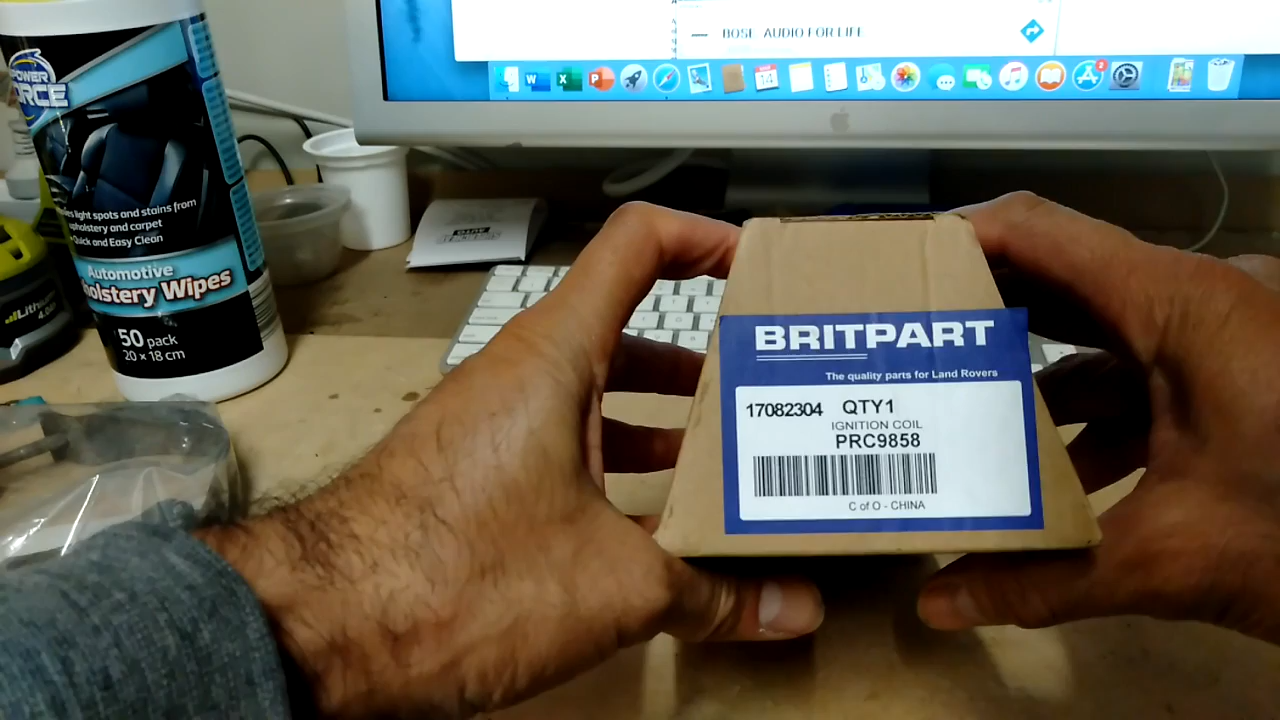 BOSE AUDIO FOR LIFE
POWER
light spots and stains from
upholstery and carpet
Quick and Easy Clean
Automotive
Wipes
50 pack
20 x 18 cm
Lithium
BRITPART
The quality parts for Land Rovers
17082304 QTY1
IGNITION COIL
PRC9858
C of O - CHINA